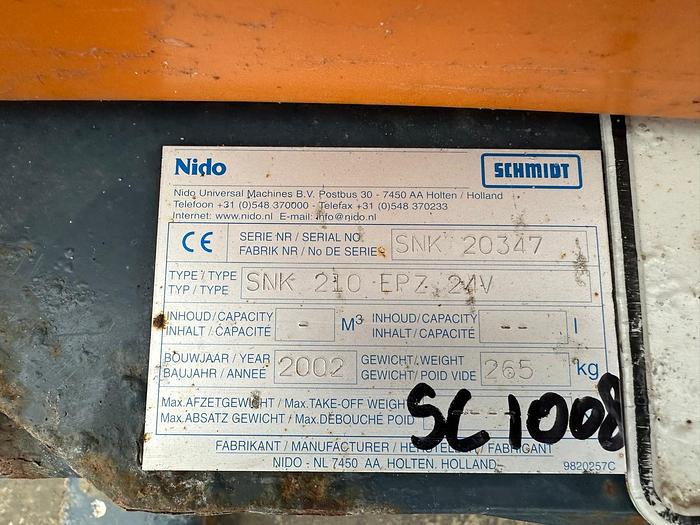 Nido SCHMIDT
Nido Universal Machines B.V. Postbus 30 - 7450 AA Holten / Holland
Telefoon +31 (0)548 370000 - Telefax +31 (0)548 370233
Internet: www.nido.nl E-mail: info@nido.nl
CE SERIE NR / SERIAL NO. SNK 20347
FABRIK NR / No DE SERIE
TYPE / TYPE SNK 210 EPZ 24V
TYP / TYPE
INHOUD / CAPACITY - M³ INHOUD / CAPACITY --- l
INHALT / CAPACITÉ INHALT / CAPACITÉ
BOUWJAAR / YEAR 2002 GEWICHT / WEIGHT 265 kg
BAUJAHR / ANNÉE GEWICHT / POID VIDE
Max. AFZETGEWICHT / Max. TAKE-OFF WEIGHT
Max. ABSATZ GEWICHT / Max. DÉBOUCHÉ POID
SC 1008
FABRIKANT / MANUFACTURER / HERSTELLER / FABRICANT
NIDO - NL 7450 AA HOLTEN, HOLLAND
9820257C